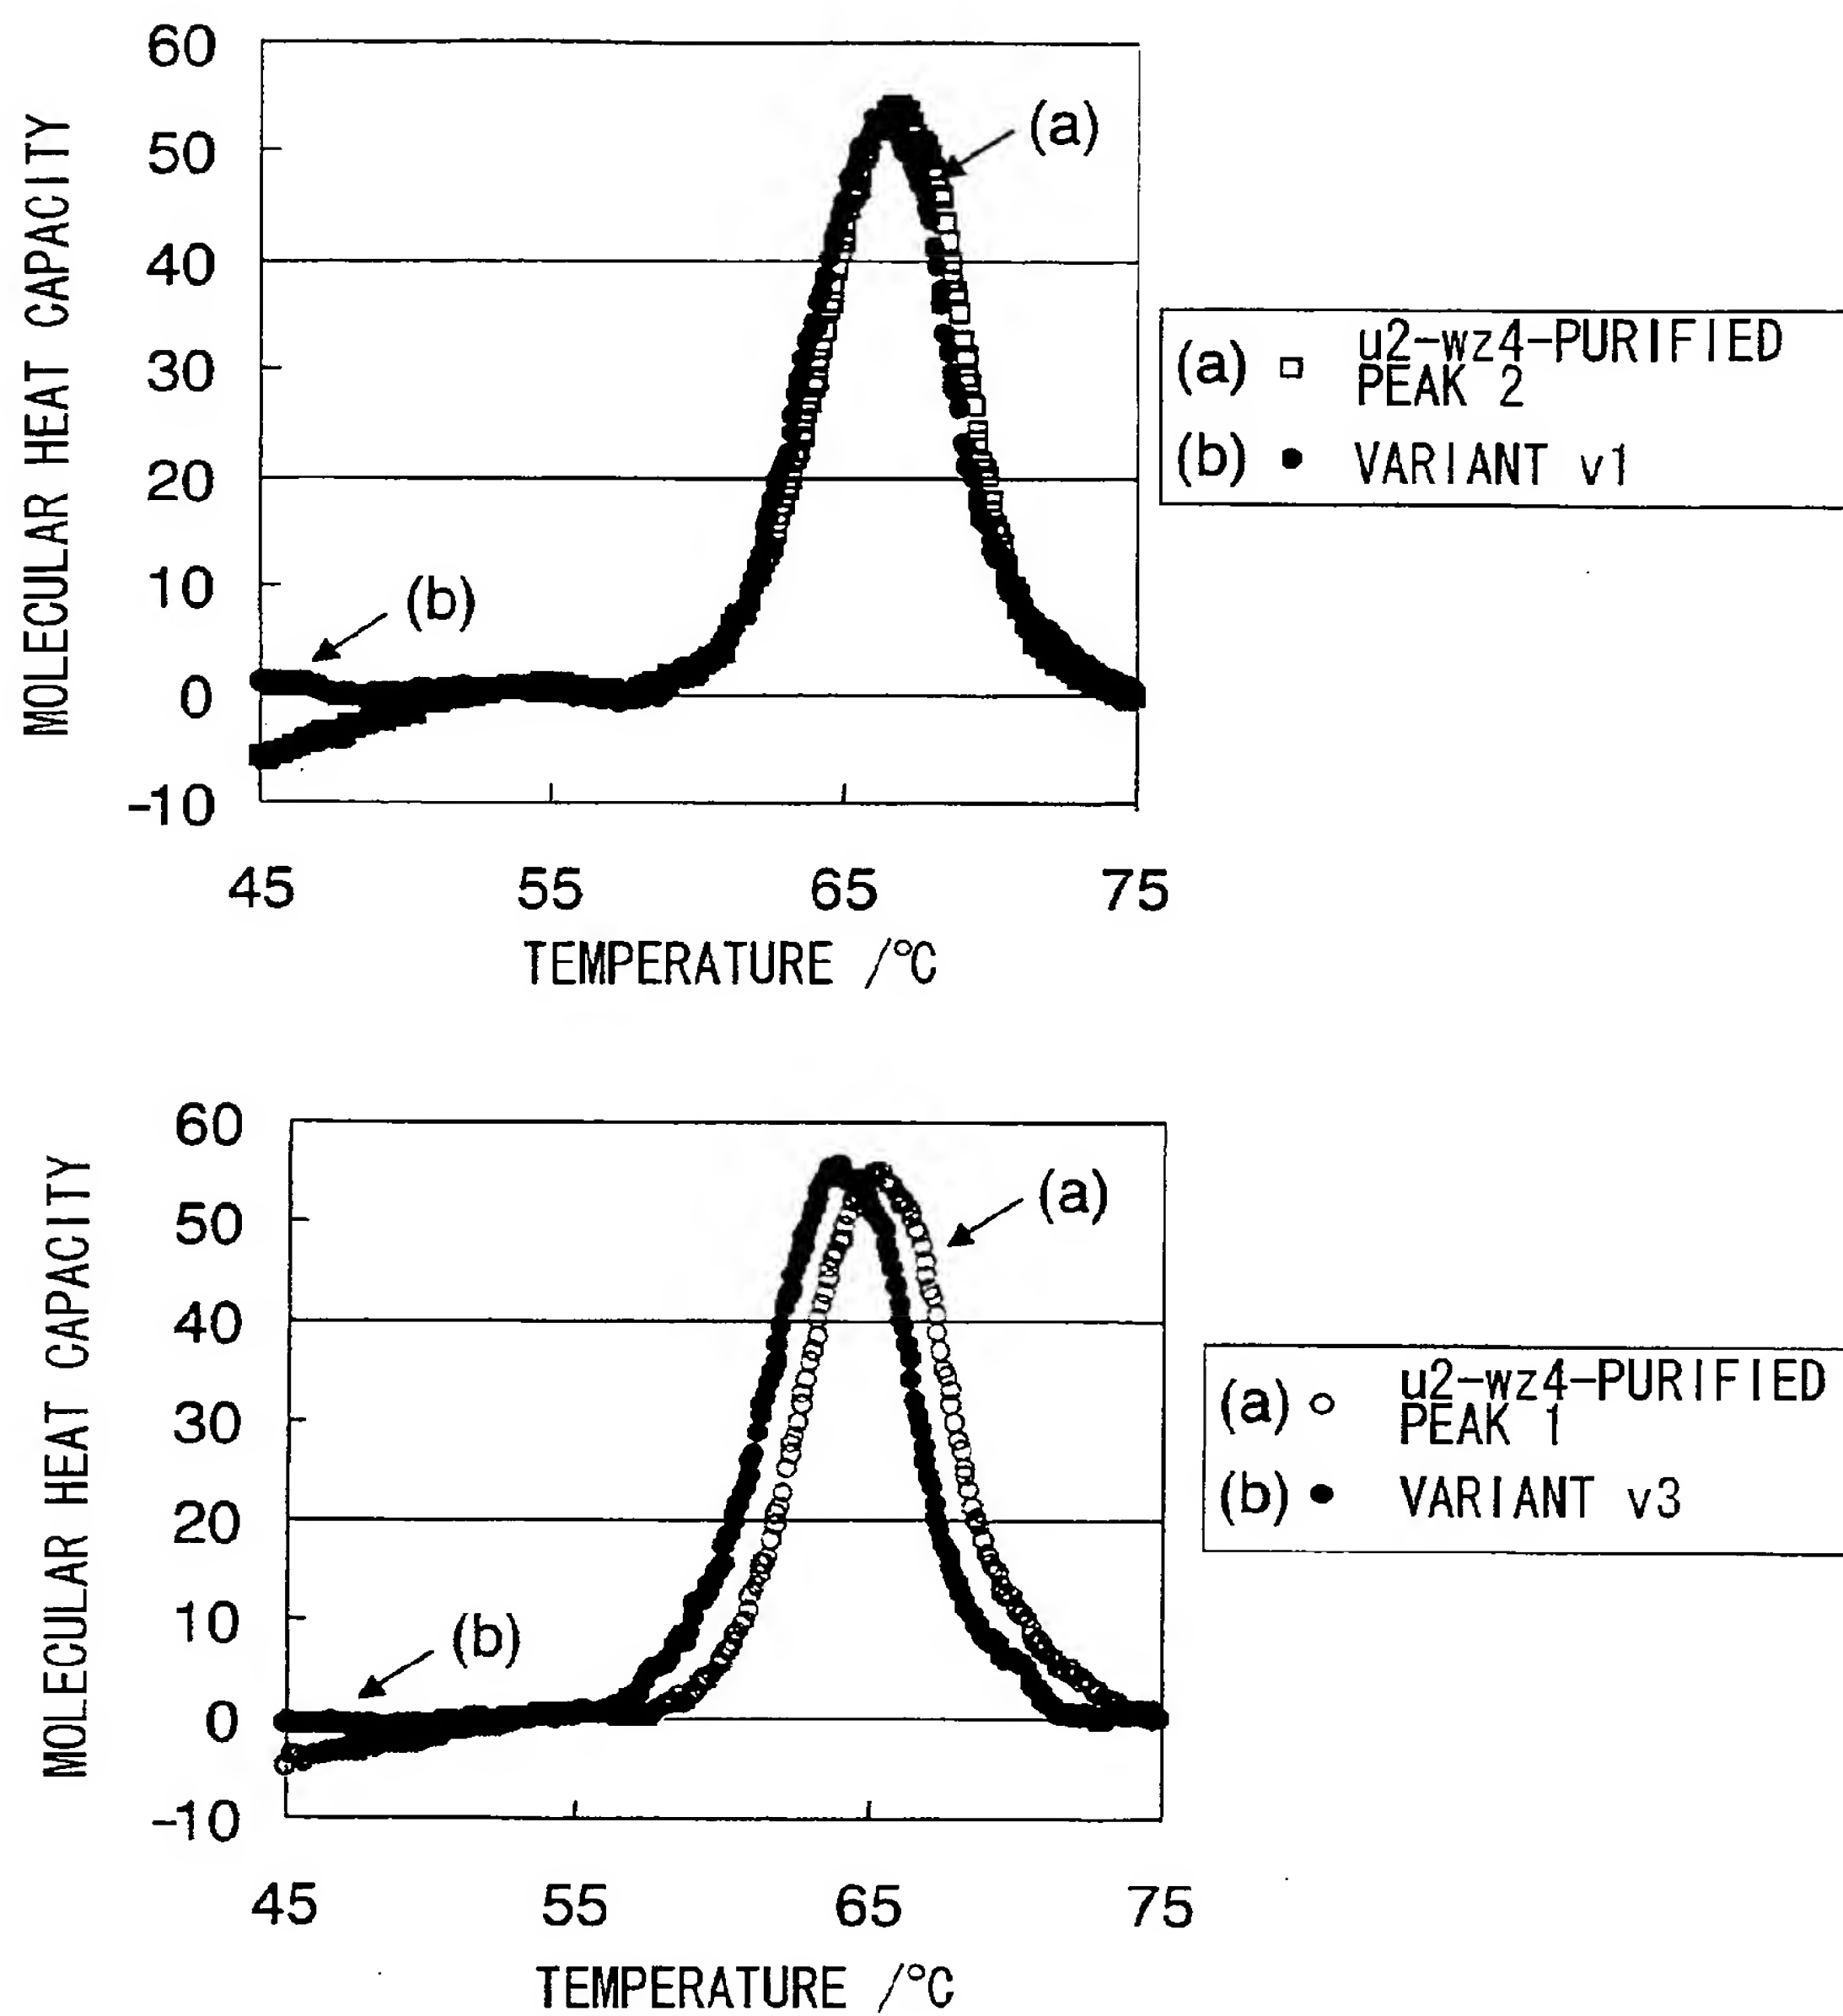 MOLECULAR HEAT CAPACITY
60
50
40
30
20
10
0
-10
(a)
(b)
45 55 65 75
TEMPERATURE /°C
(a) □ u2-wz4-PURIFIED
PEAK 2
(b) ● VARIANT v1
MOLECULAR HEAT CAPACITY
60
50
40
30
20
10
0
-10
(a)
(b)
45 55 65 75
TEMPERATURE /°C
(a) ○ u2-wz4-PURIFIED
PEAK 1
(b) ● VARIANT v3